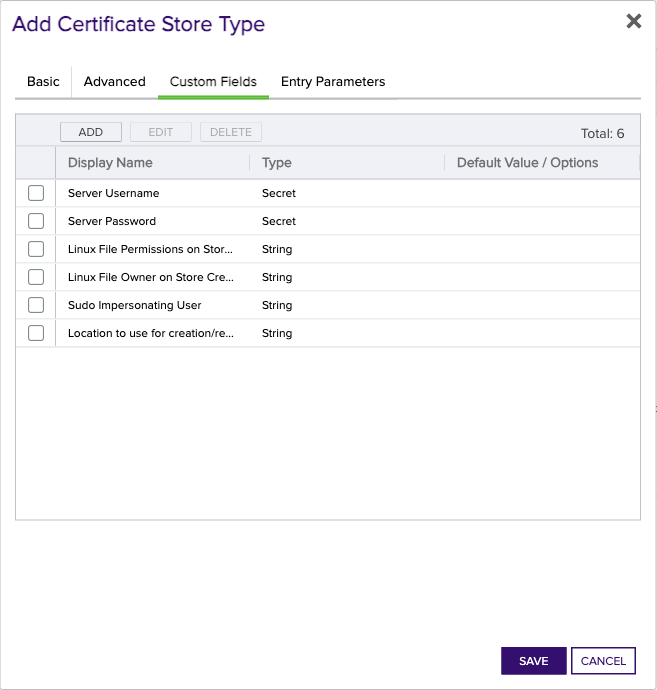 Add Certificate Store Type
Basic Advanced Custom Fields Entry Parameters
ADD EDIT DELETE Total: 6
Display Name Type Default Value / Options
Server Username Secret
Server Password Secret
Linux File Permissions on Stor... String
Linux File Owner on Store Cre... String
Sudo Impersonating User String
Location to use for creation/re... String
SAVE CANCEL